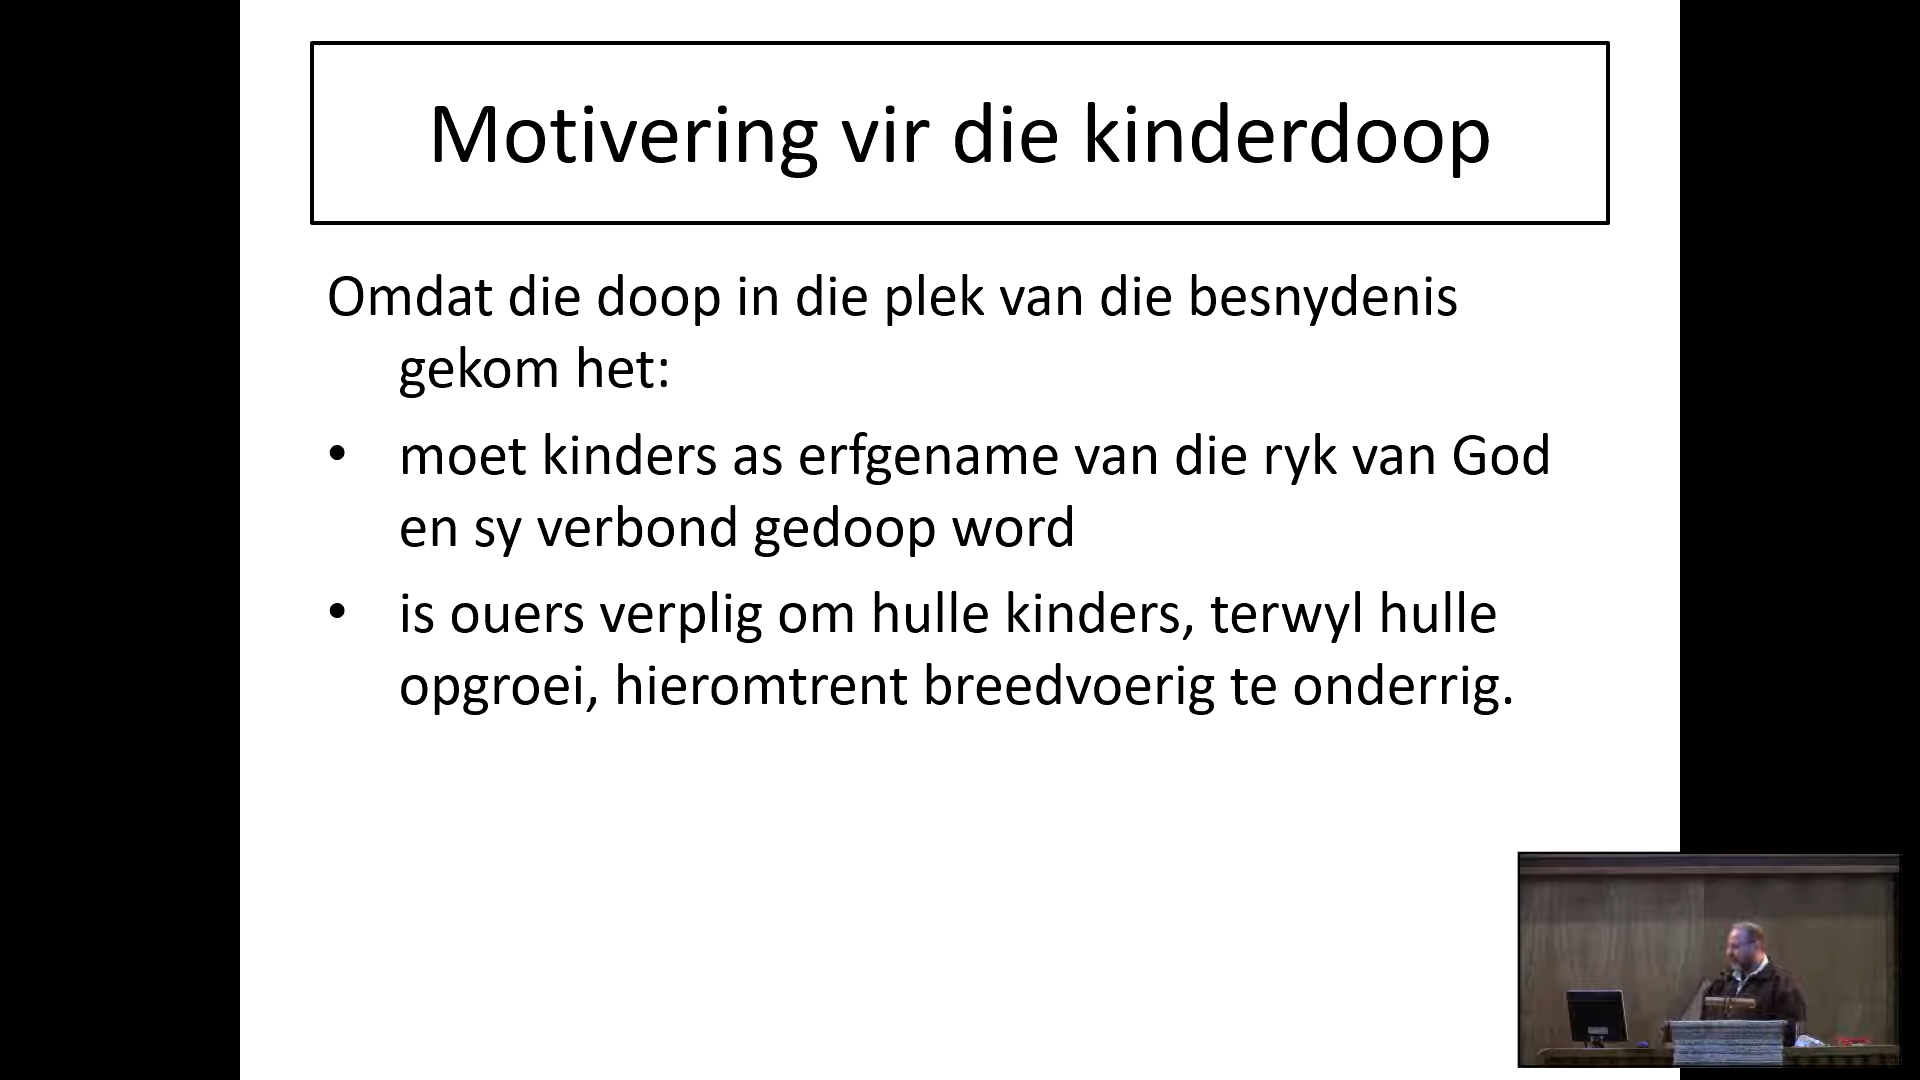 Motivering vir die kinderdoop
Omdat die doop in die plek van die besnydenis
gekom het:
• moet kinders as erfgename van die ryk van God
en sy verbond gedoop word
• is ouers verplig om hulle kinders, terwyl hulle
opgroei, hieromtrent breedvoerig te onderrig.